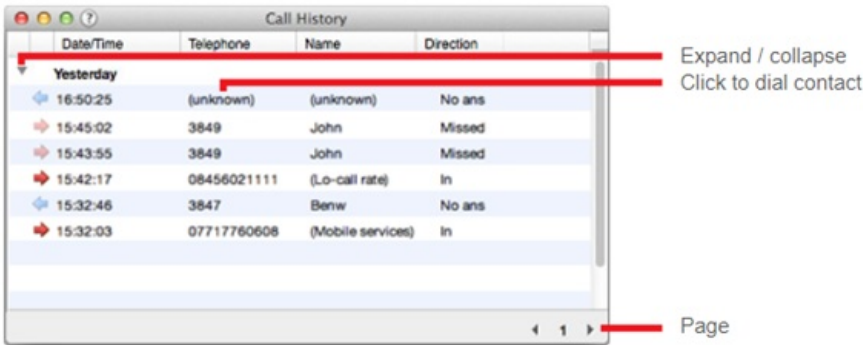 Call History
Date/Time Telephone Name Direction
Expand / collapse
Yesterday
Click to dial contact
16:50:25 (unknown) (unknown) No ans
15:45:02 3849 John Missed
15:43:55 3849 John Missed
15:42:17 08456021111 (Lo-call rate) In
15:32:46 3847 Benw No ans
15:32:03 07717760608 (Mobile services) In
1
Page